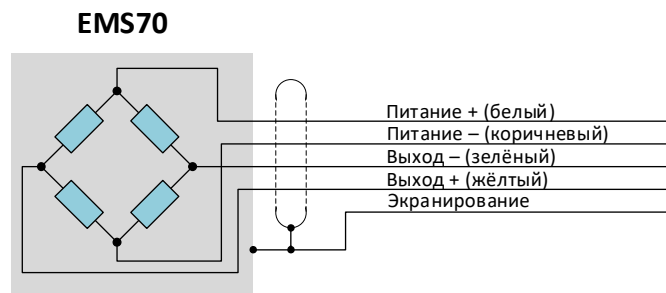 EMS70
Питание + (белый)
Питание – (коричневый)
Выход – (зелёный)
Выход + (жёлтый)
Экранирование